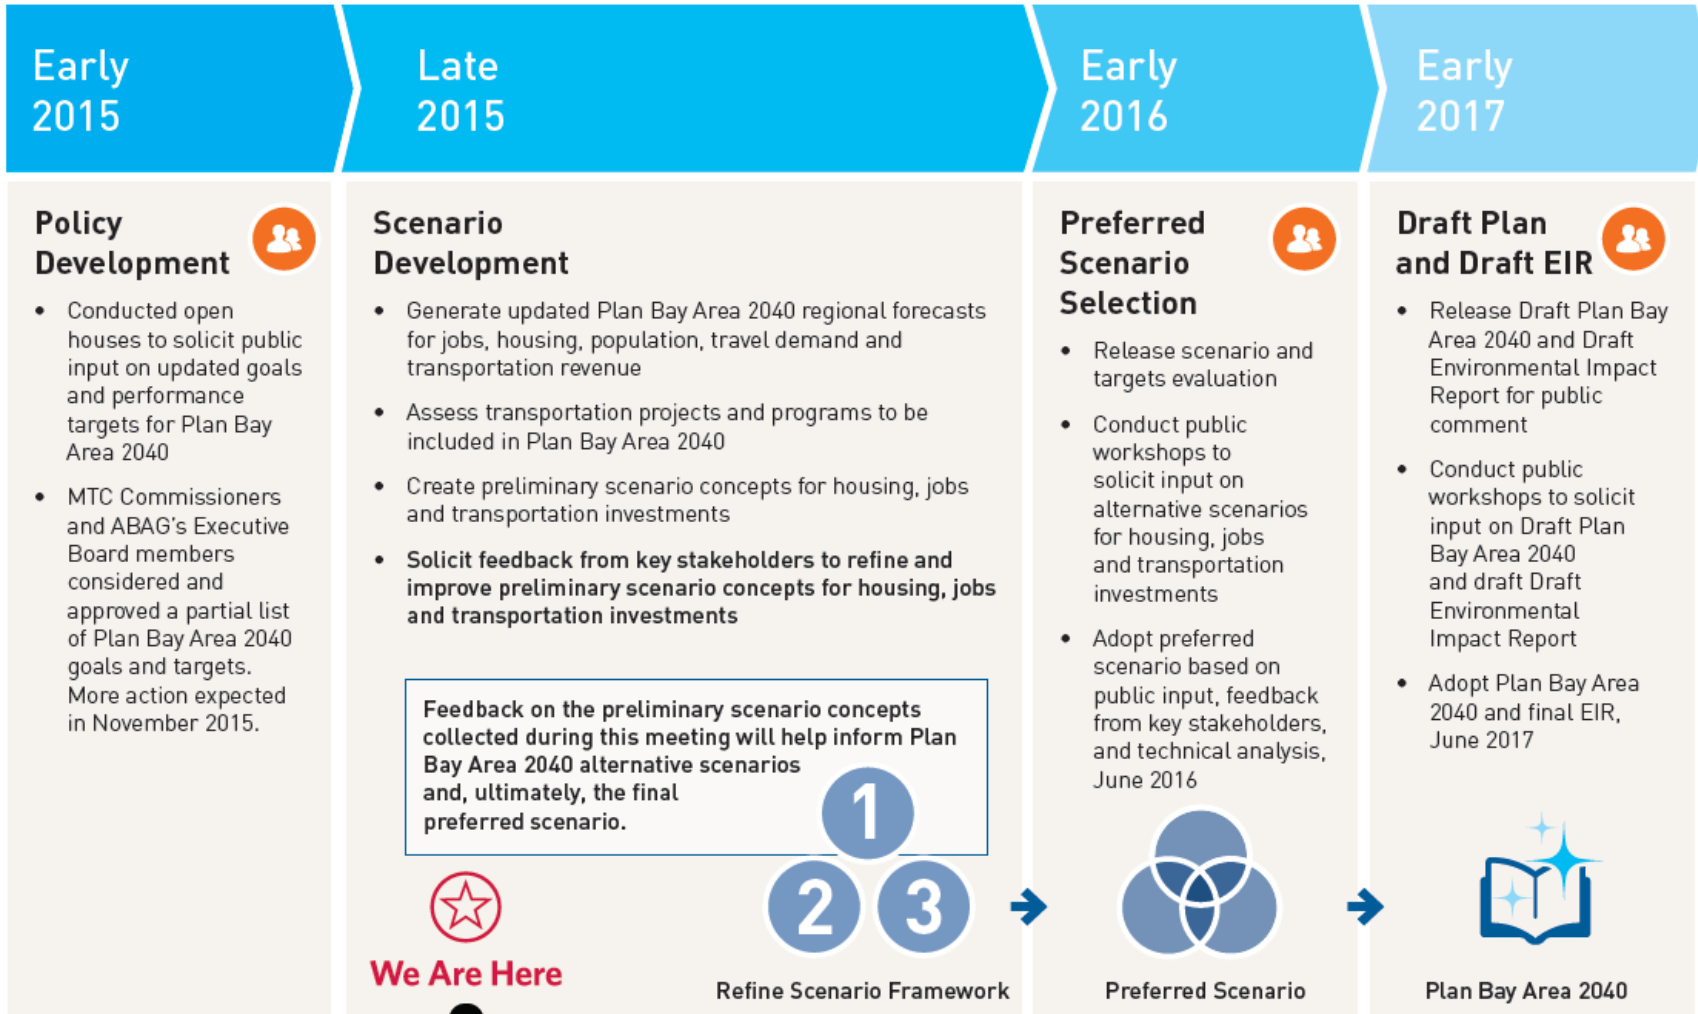 Early
2015
Late
2015
Early
2016
Early
2017
Policy
Development
• Conducted open
houses to solicit public
input on updated goals
and performance
targets for Plan Bay
Area 2040
• MTC Commissioners
and ABAG's Executive
Board members
considered and
approved a partial list
of Plan Bay Area 2040
goals and targets.
More action expected
in November 2015.
Scenario
Development
• Generate updated Plan Bay Area 2040 regional forecasts
for jobs, housing, population, travel demand and
transportation revenue
• Assess transportation projects and programs to be
included in Plan Bay Area 2040
• Create preliminary scenario concepts for housing, jobs
and transportation investments
• Solicit feedback from key stakeholders to refine and
improve preliminary scenario concepts for housing, jobs
and transportation investments
Feedback on the preliminary scenario concepts
collected during this meeting will help inform Plan
Bay Area 2040 alternative scenarios
and, ultimately, the final
preferred scenario.
1
2 3
We Are Here
Refine Scenario Framework
Preferred
Scenario
Selection
• Release scenario and
targets evaluation
• Conduct public
workshops to
solicit input on
alternative scenarios
for housing, jobs
and transportation
investments
• Adopt preferred
scenario based on
public input, feedback
from key stakeholders,
and technical analysis,
June 2016
Preferred Scenario
Draft Plan
and Draft EIR
• Release Draft Plan Bay
Area 2040 and Draft
Environmental Impact
Report for public
comment
• Conduct public
workshops to solicit
input on Draft Plan
Bay Area 2040
and draft Draft
Environmental
Impact Report
• Adopt Plan Bay Area
2040 and final EIR,
June 2017
Plan Bay Area 2040